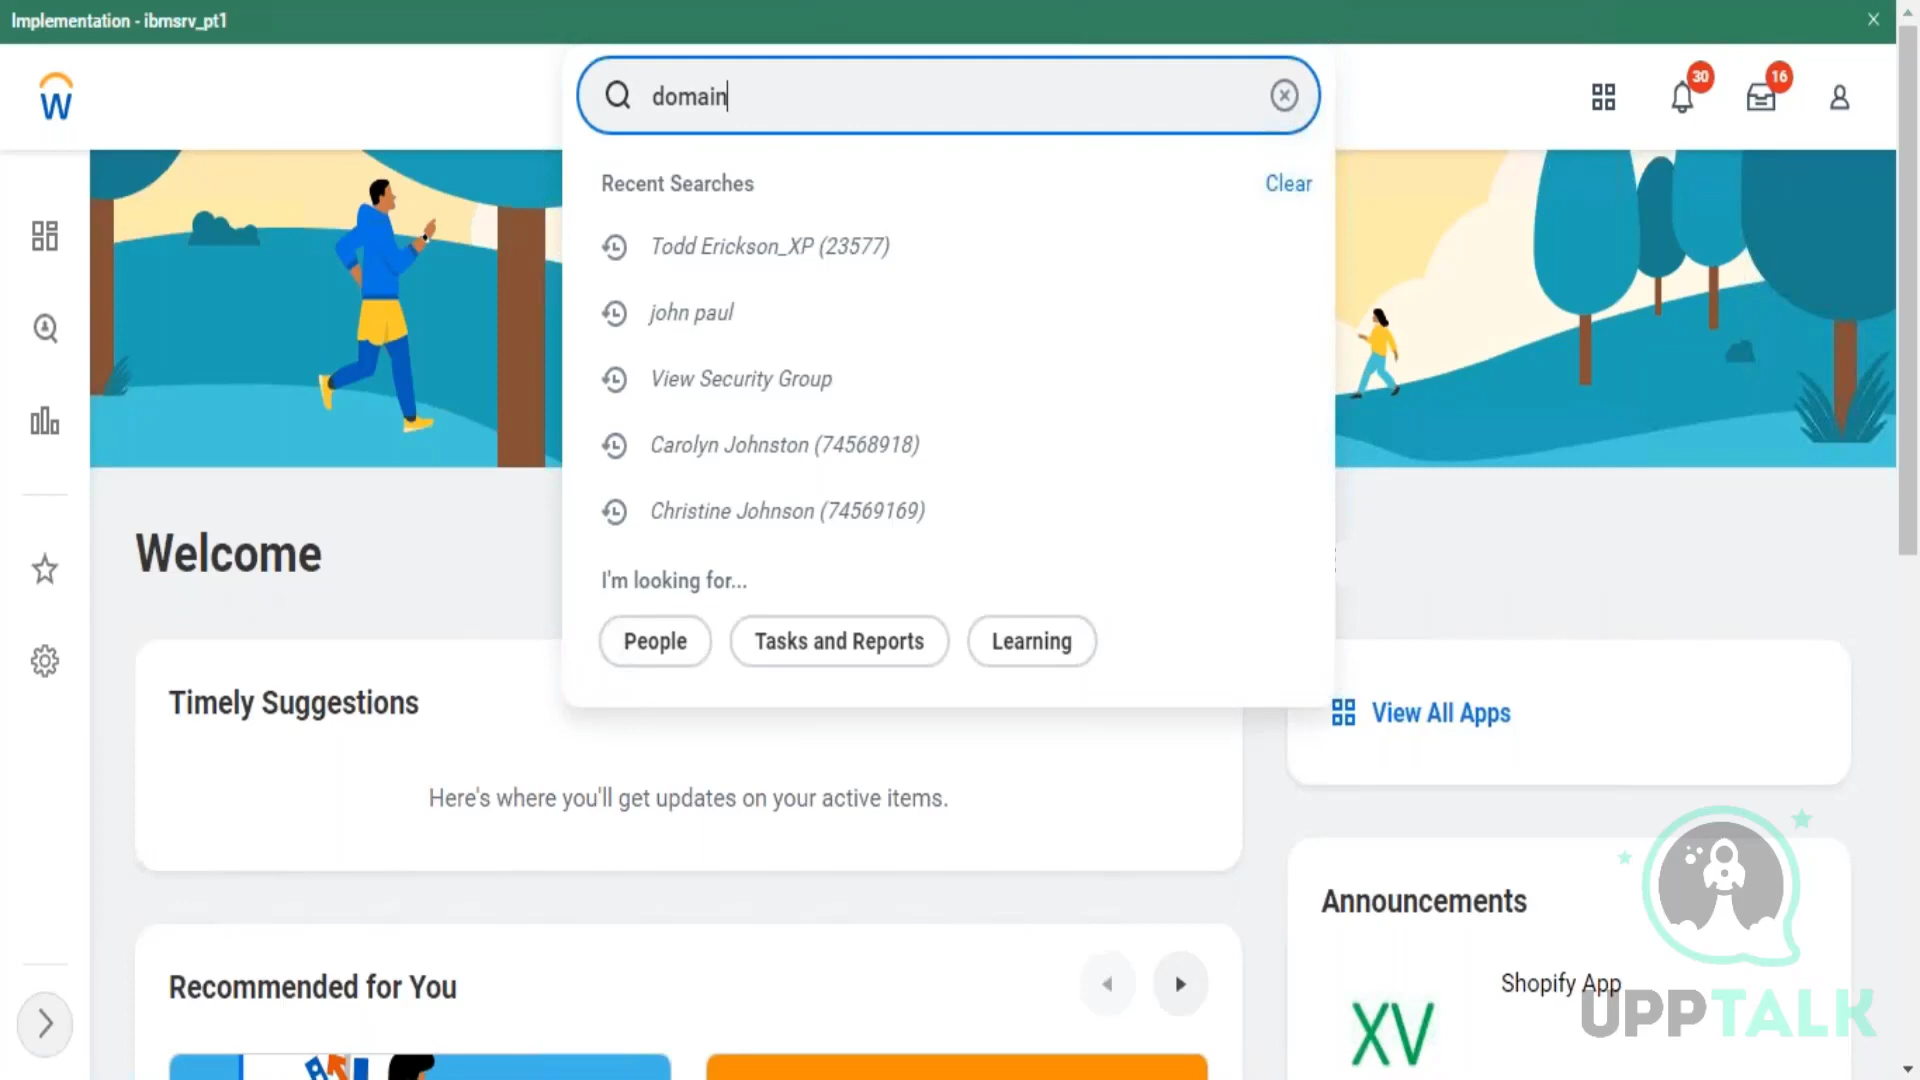 Implementation - ibmsrv_pt1
W
domain
30
16
Recent Searches
Clear
Todd Erickson_XP (23577)
john paul
View Security Group
Carolyn Johnston (74568918)
Christine Johnson (74569169)
I'm looking for...
People
Tasks and Reports
Learning
Welcome
Timely Suggestions
Here's where you'll get updates on your active items.
View All Apps
Announcements
Shopify App
XV
UPPTALK
Recommended for You